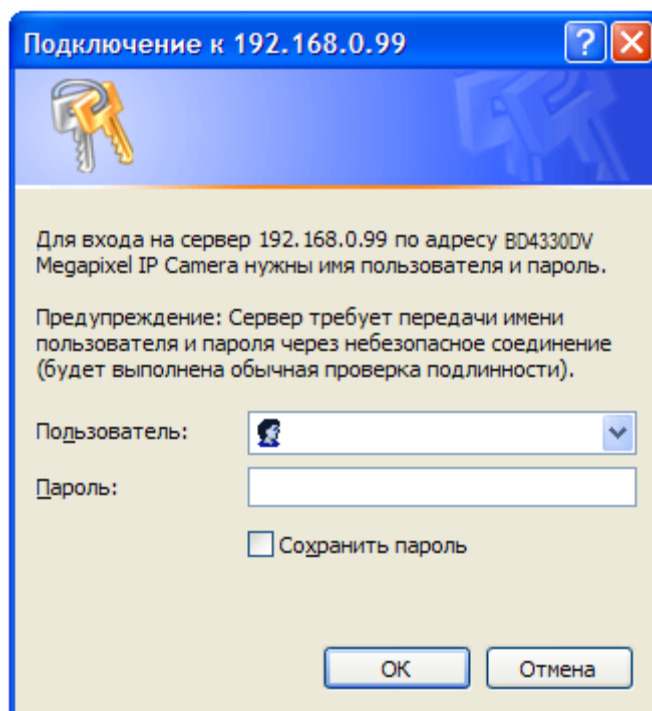 Подключение к 192.168.0.99
Для входа на сервер 192.168.0.99 по адресу BD4330DV
Megapixel IP Camera нужны имя пользователя и пароль.
Предупреждение: Сервер требует передачи имени
пользователя и пароля через небезопасное соединение
(будет выполнена обычная проверка подлинности).
Пользователь:
Пароль:
Сохранить пароль
ОК
Отмена